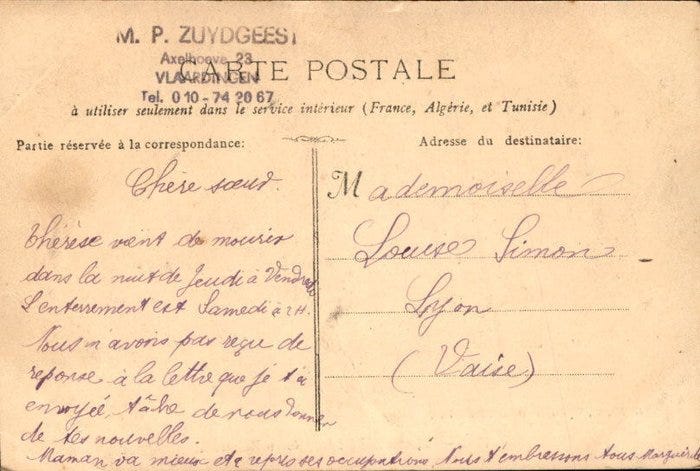 M. P. ZUYDGEEST
Axelhoeve 23
VLAARDINGEN
Tel. 010-74 20 67
CARTE POSTALE
à utiliser seulement dans le service intérieur (France, Algérie, et Tunisie)
Partie réservée à la correspondance:
Chère sœur.
Thérèse vient de mourir
dans la nuit de Jeudi à Vendredi
L'enterrement est Samedi à 2H.
Nous n'avons pas reçu de
reponse à la lettre que je t'a
envoyée, tâche de nous donner
de tes nouvelles.
Maman va mieux et a repris ses occupations. Nous t'embrassons tous
Adresse du destinataire:
Mademoiselle
Louise Simon
Lyon
(Vaise)